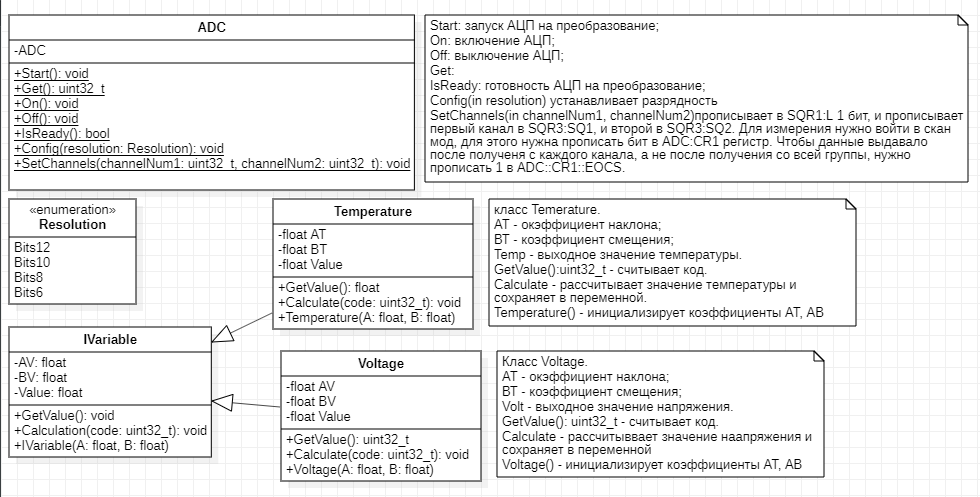 ADC
-ADC
+Start(): void
+Get(): uint32_t
+On(): void
+Off(): void
+IsReady(): bool
+Config(resolution: Resolution): void
+SetChannels(channelNum1: uint32_t, channelNum2: uint32_t): void
Start: запуск АЦП на преобразование;
On: включение АЦП;
Off: выключение АЦП;
Get:
IsReady: готовность АЦП на преобразование;
Config(in resolution) устанавливает разрядность
SetChannels(in channelNum1, channelNum2)прописывает в SQR1:L 1 бит, и прописывает
первый канал в SQR3:SQ1, и второй в SQR3:SQ2. Для измерения нужно войти в скан
мод, для этого нужна прописать бит в ADC:CR1 регистр. Чтобы данные выдавало
после получения с каждого канала, а не после получения со всей группы, нужно
прописать 1 в ADC::CR1::EOCS.
«enumeration»
Resolution
Bits12
Bits10
Bits8
Bits6
Temperature
-float AT
-float BT
-float Value
+GetValue(): float
+Calculate(code: uint32_t): void
+Temperature(A: float, B: float)
класс Temerature.
AT - окэффициент наклона;
BT - коэффициент смещения;
Temp - выходное значение температуры.
GetValue():uint32_t - считывает код.
Calculate - рассчитывает значение температуры и
сохраняет в переменной.
Temperature() - инициализирует коэффициенты AT, AB
IVariable
-AV: float
-BV: float
-Value: float
+GetValue(): void
+Calculation(code: uint32_t): void
+IVariable(A: float, B: float)
Voltage
-float AV
-float BV
-float Value
+GetValue(): uint32_t
+Calculate(code: uint32_t): void
+Voltage(A: float, B: float)
Класс Voltage.
AT - окэффициент наклона;
BT - коэффициент смещения;
Volt - выходное значение напряжения.
GetValue(): uint32_t - считывает код.
Calculate - рассчитыввает значение наапряжения и
сохраняет в переменной
Voltage() - инициализирует коэффициенты AT, AB